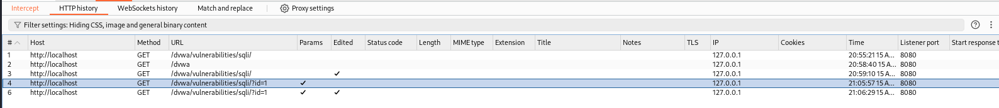 Intercept HTTP history WebSockets history Match and replace Proxy settings
Filter settings: Hiding CSS, image and general binary content
# Host Method URL Params Edited Status code Length MIME type Extension Title Notes TLS IP Cookies Time Listener port Start response t
1 http://localhost GET /dvwa/vulnerabilities/sqli/ 127.0.0.1 20:55:21 15 A... 8080
2 http://localhost GET /dvwa 127.0.0.1 20:58:40 15 A... 8080
3 http://localhost GET /dvwa/vulnerabilities/sqli/ ✓ 127.0.0.1 20:59:10 15 A... 8080
4 http://localhost GET /dvwa/vulnerabilities/sqli/?id=1 ✓ 127.0.0.1 21:05:57 15 A... 8080
6 http://localhost GET /dvwa/vulnerabilities/sqli/?id=1 ✓ ✓ 127.0.0.1 21:06:29 15 A... 8080